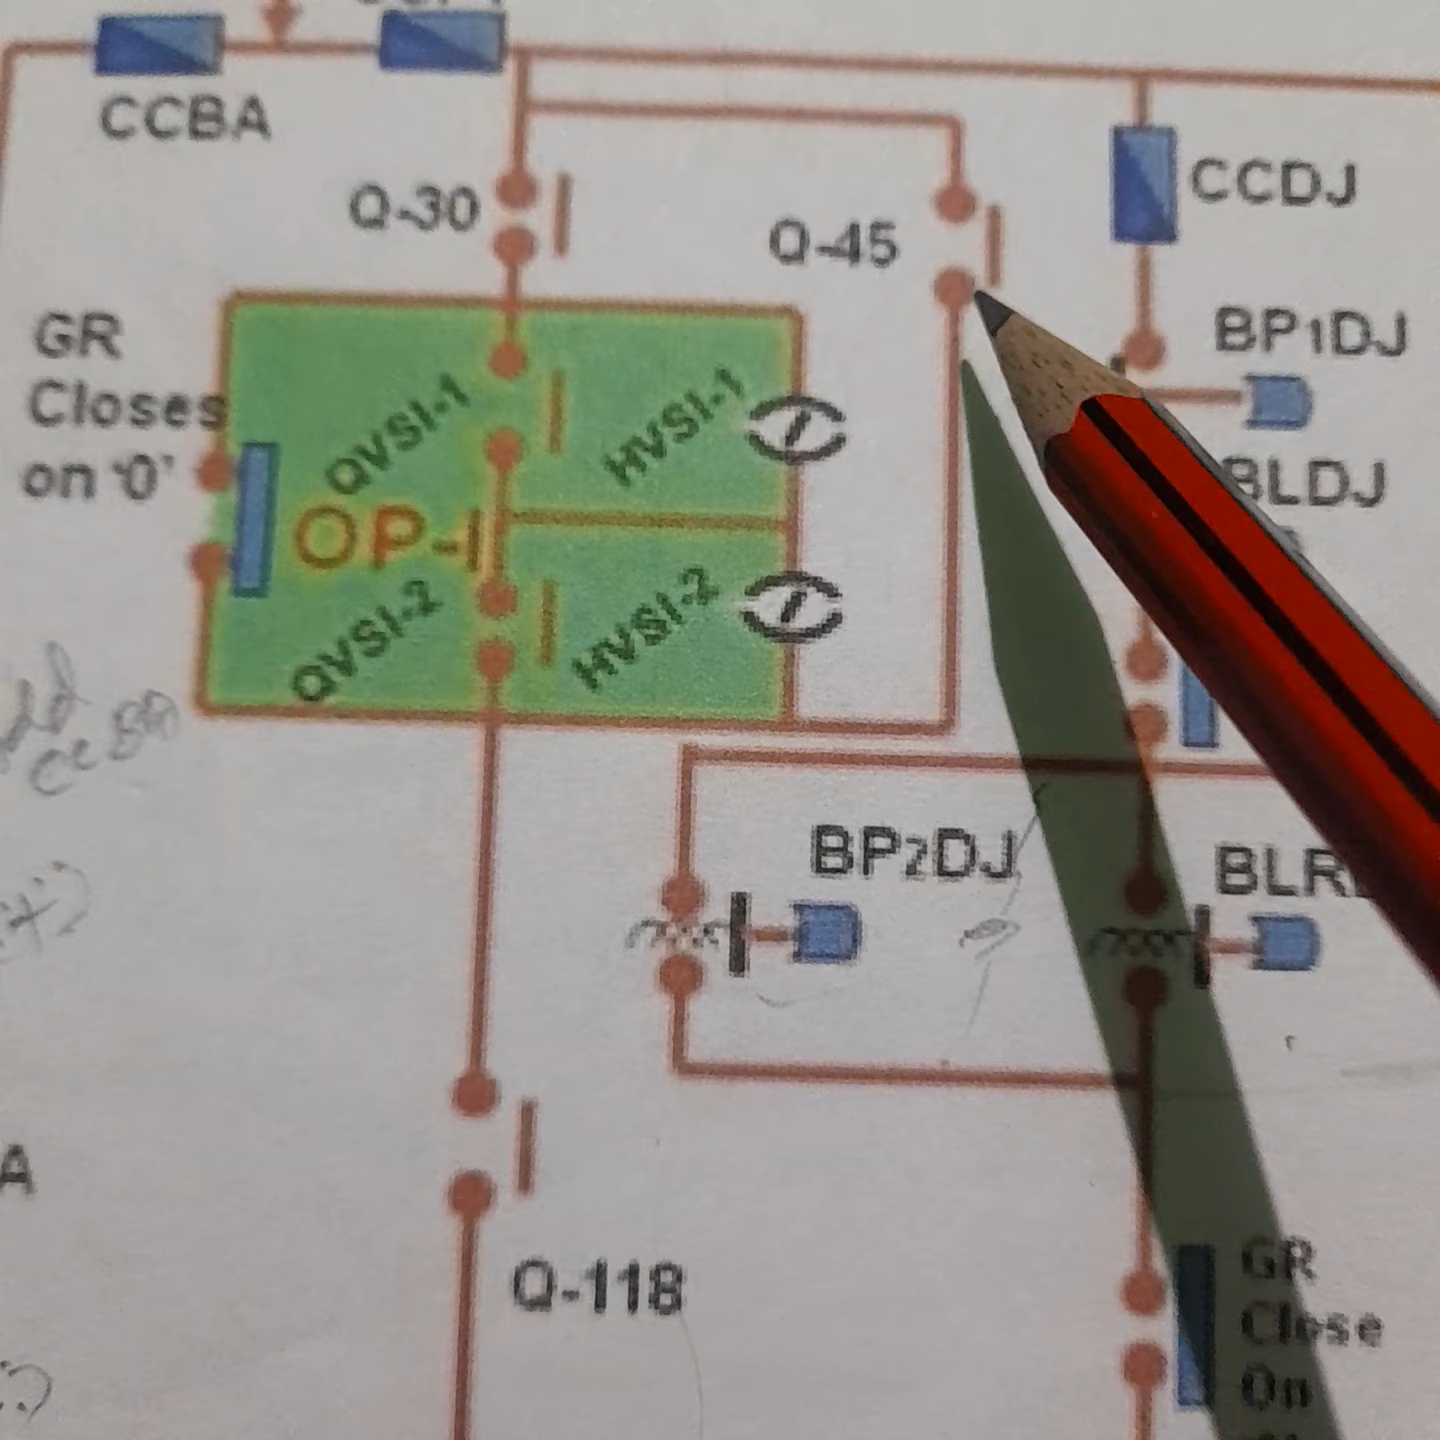 CCBA
CCDJ
Q-30
Q-45
GR
Closes
on '0'
BP1DJ
QVSI-1
HVSI-1
BLDJ
OP-I
QVSI-2
HVSI-2
CCBA
BP2DJ
Q-118
GR
Close
On